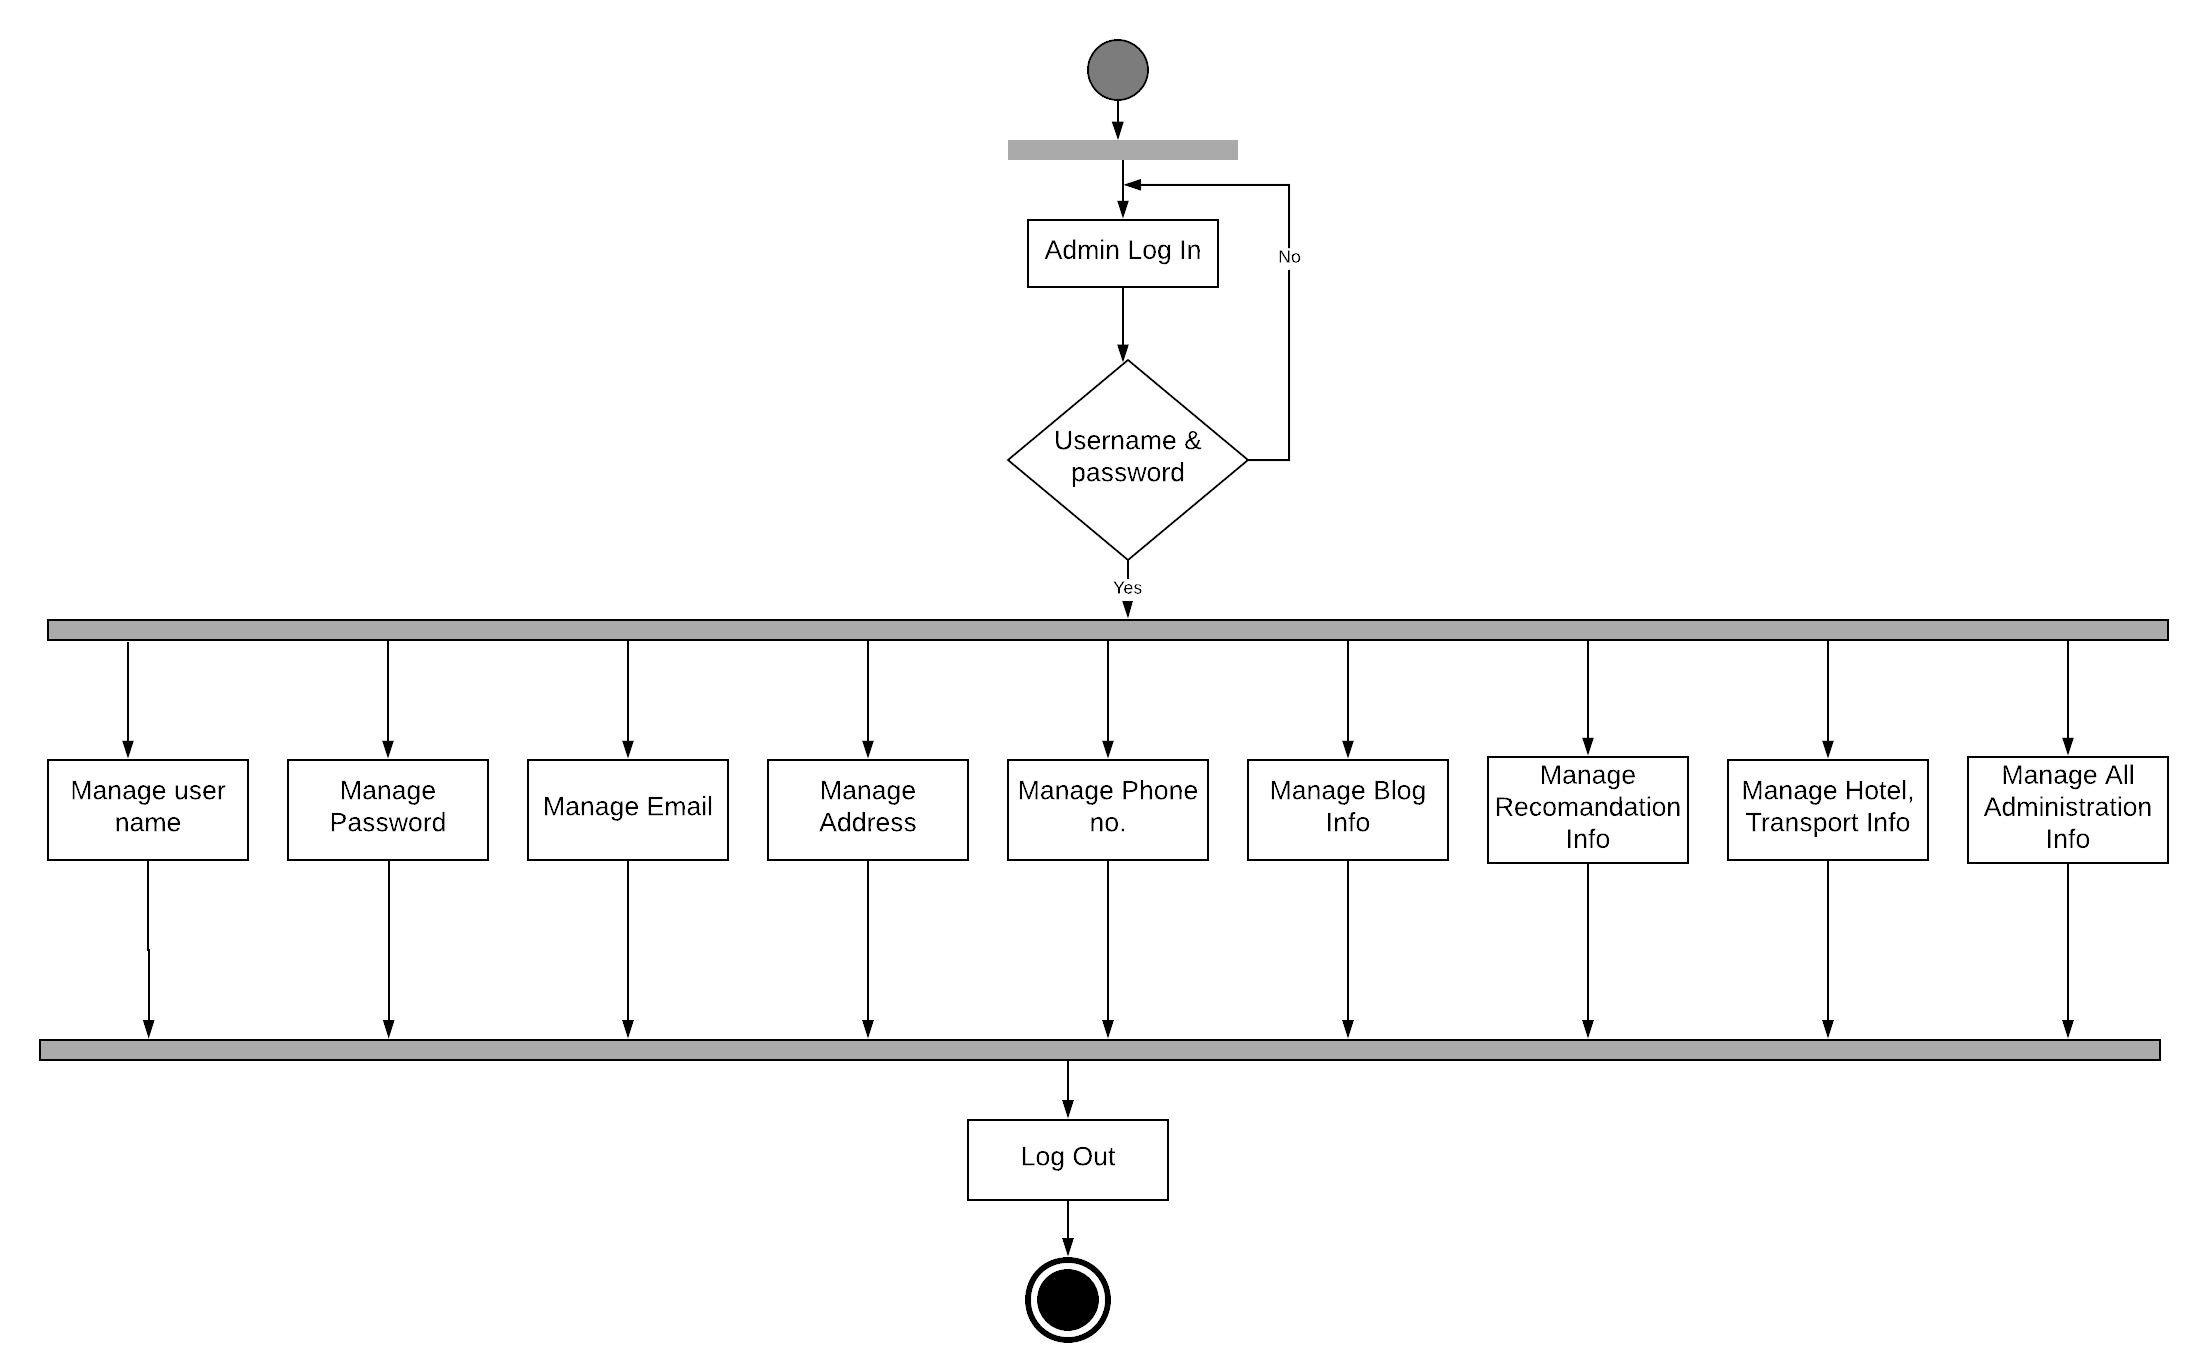 Admin Log In
No
Username &
password
Yes
Manage user
name
Manage
Password
Manage Email
Manage
Address
Manage Phone
no.
Manage Blog
Info
Manage
Recomandation
Info
Manage Hotel,
Transport Info
Manage All
Administration
Info
Log Out